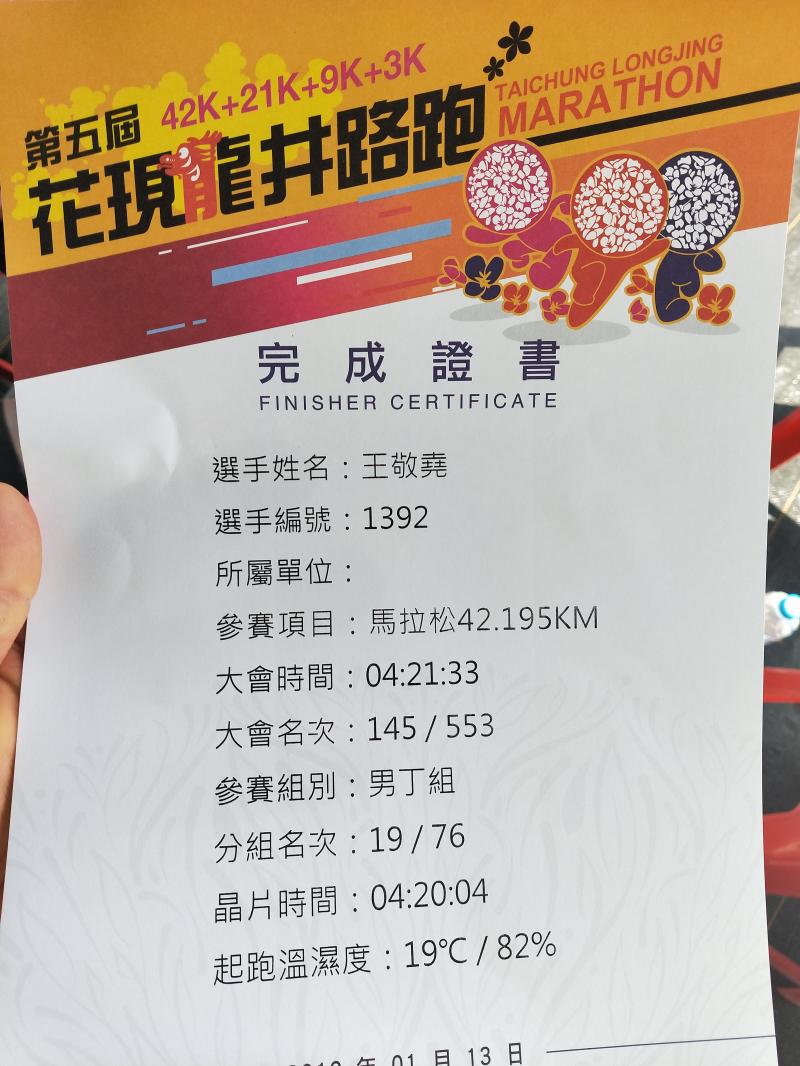 第五屆 42K+21K+9K+3K
花現龍井路跑
TAICHUNG LONGJING
MARATHON
完成證書
FINISHER CERTIFICATE
選手姓名：王敬堯
選手編號：1392
所屬單位：
參賽項目：馬拉松42.195KM
大會時間：04:21:33
大會名次：145 / 553
參賽組別：男丁組
分組名次：19 / 76
晶片時間：04:20:04
起跑溫濕度：19℃ / 82%
年 01 月 13 日